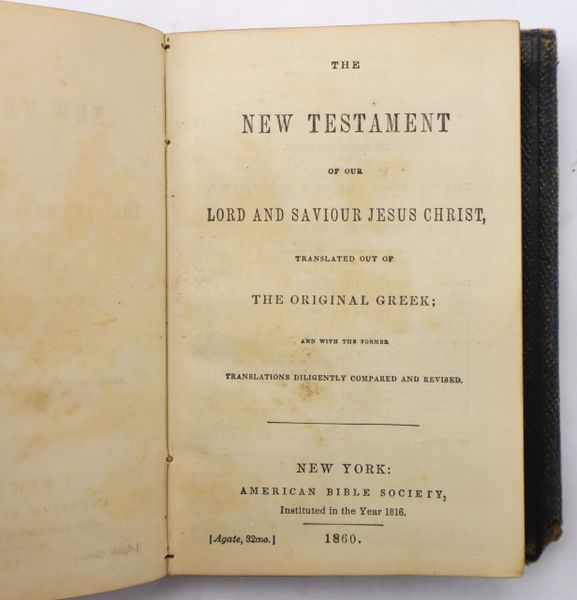 THE
NEW TESTAMENT
OF OUR
LORD AND SAVIOUR JESUS CHRIST,
TRANSLATED OUT OF
THE ORIGINAL GREEK;
AND WITH THE FORMER
TRANSLATIONS DILIGENTLY COMPARED AND REVISED.
NEW YORK:
AMERICAN BIBLE SOCIETY,
Instituted in the Year 1816.
[Agate, 32mo.]
1860.